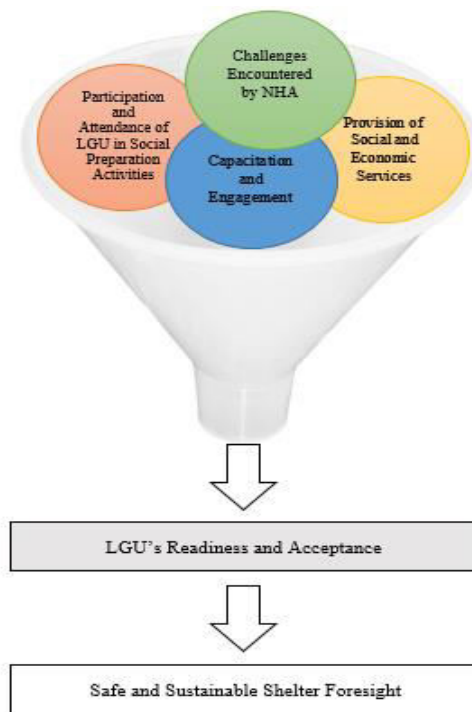 Challenges
Encountered
by NHA
Participation
and
Attendance of
LGU in Social
Preparation
Activities
Capacitation
and
Engagement
Provision of
Social and
Economic
Services
LGU's Readiness and Acceptance
Safe and Sustainable Shelter Foresight